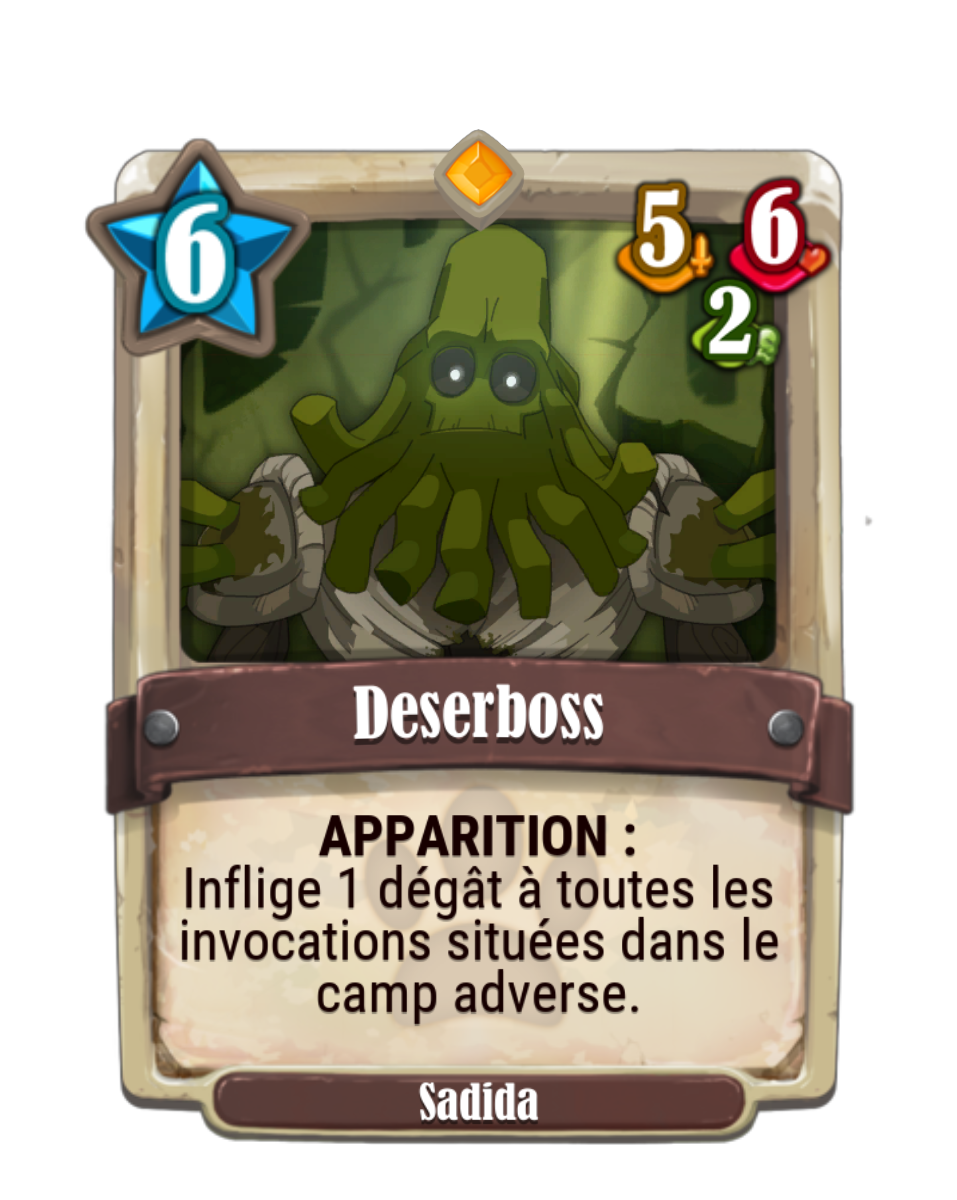 6
5
6
2
Deserboss
APPARITION :
Inflige 1 dégât à toutes les
invocations situées dans le
camp adverse.
Sadida